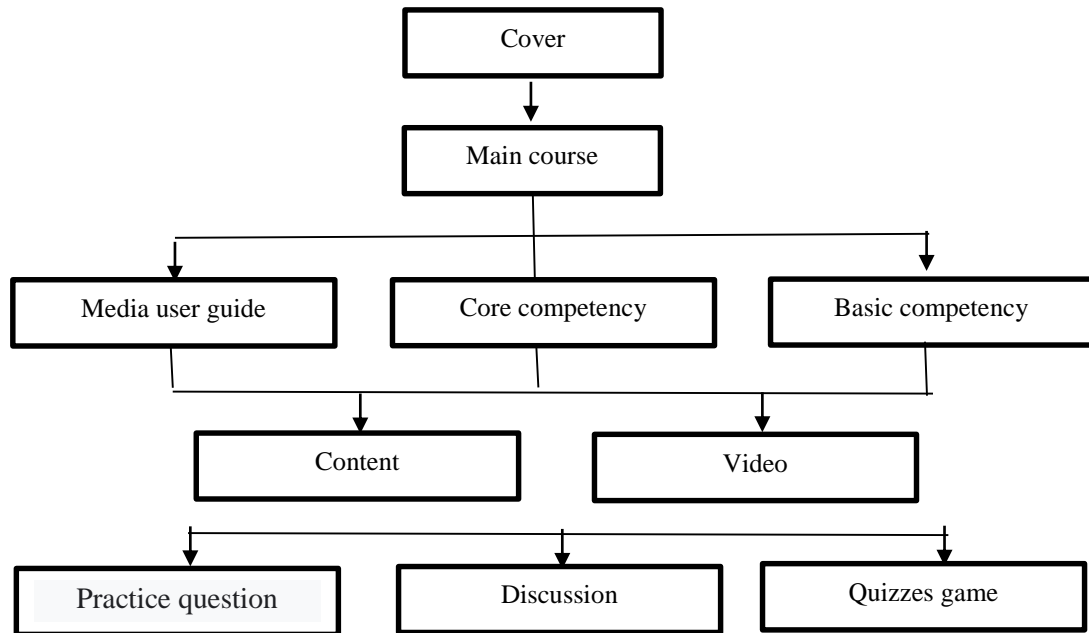 Cover
Main course
Media user guide
Core competency
Basic competency
Content
Video
Practice question
Discussion
Quizzes game